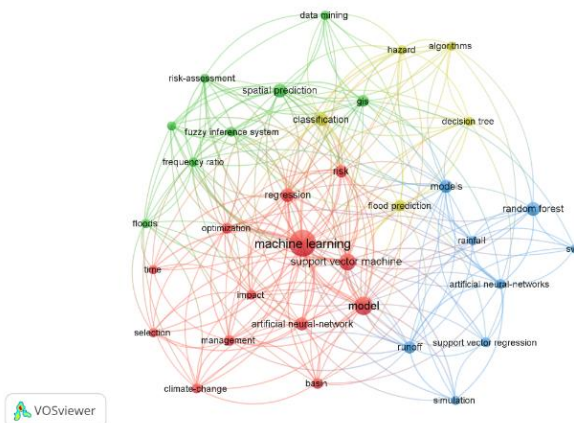 data mining
hazard
algorithms
risk-assessment
spatial prediction
gis
classification
decision tree
fuzzy inference system
frequency ratio
risk
models
regression
flood prediction
random forest
floods
optimization
rainfall
machine learning
support vector machine
time
artificial neural-networks
impact
model
artificial neural-network
selection
management
runoff
support vector regression
climate-change
basin
simulation
VOSviewer